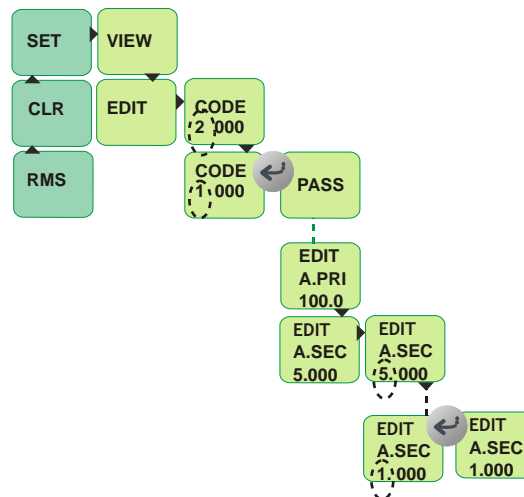 SET
VIEW
CLR
EDIT
CODE
2 000
RMS
CODE
1 000
PASS
EDIT
A.PRI
100.0
EDIT
A.SEC
5.000
EDIT
A.SEC
5. 000
EDIT
A.SEC
1. 000
EDIT
A.SEC
1.000